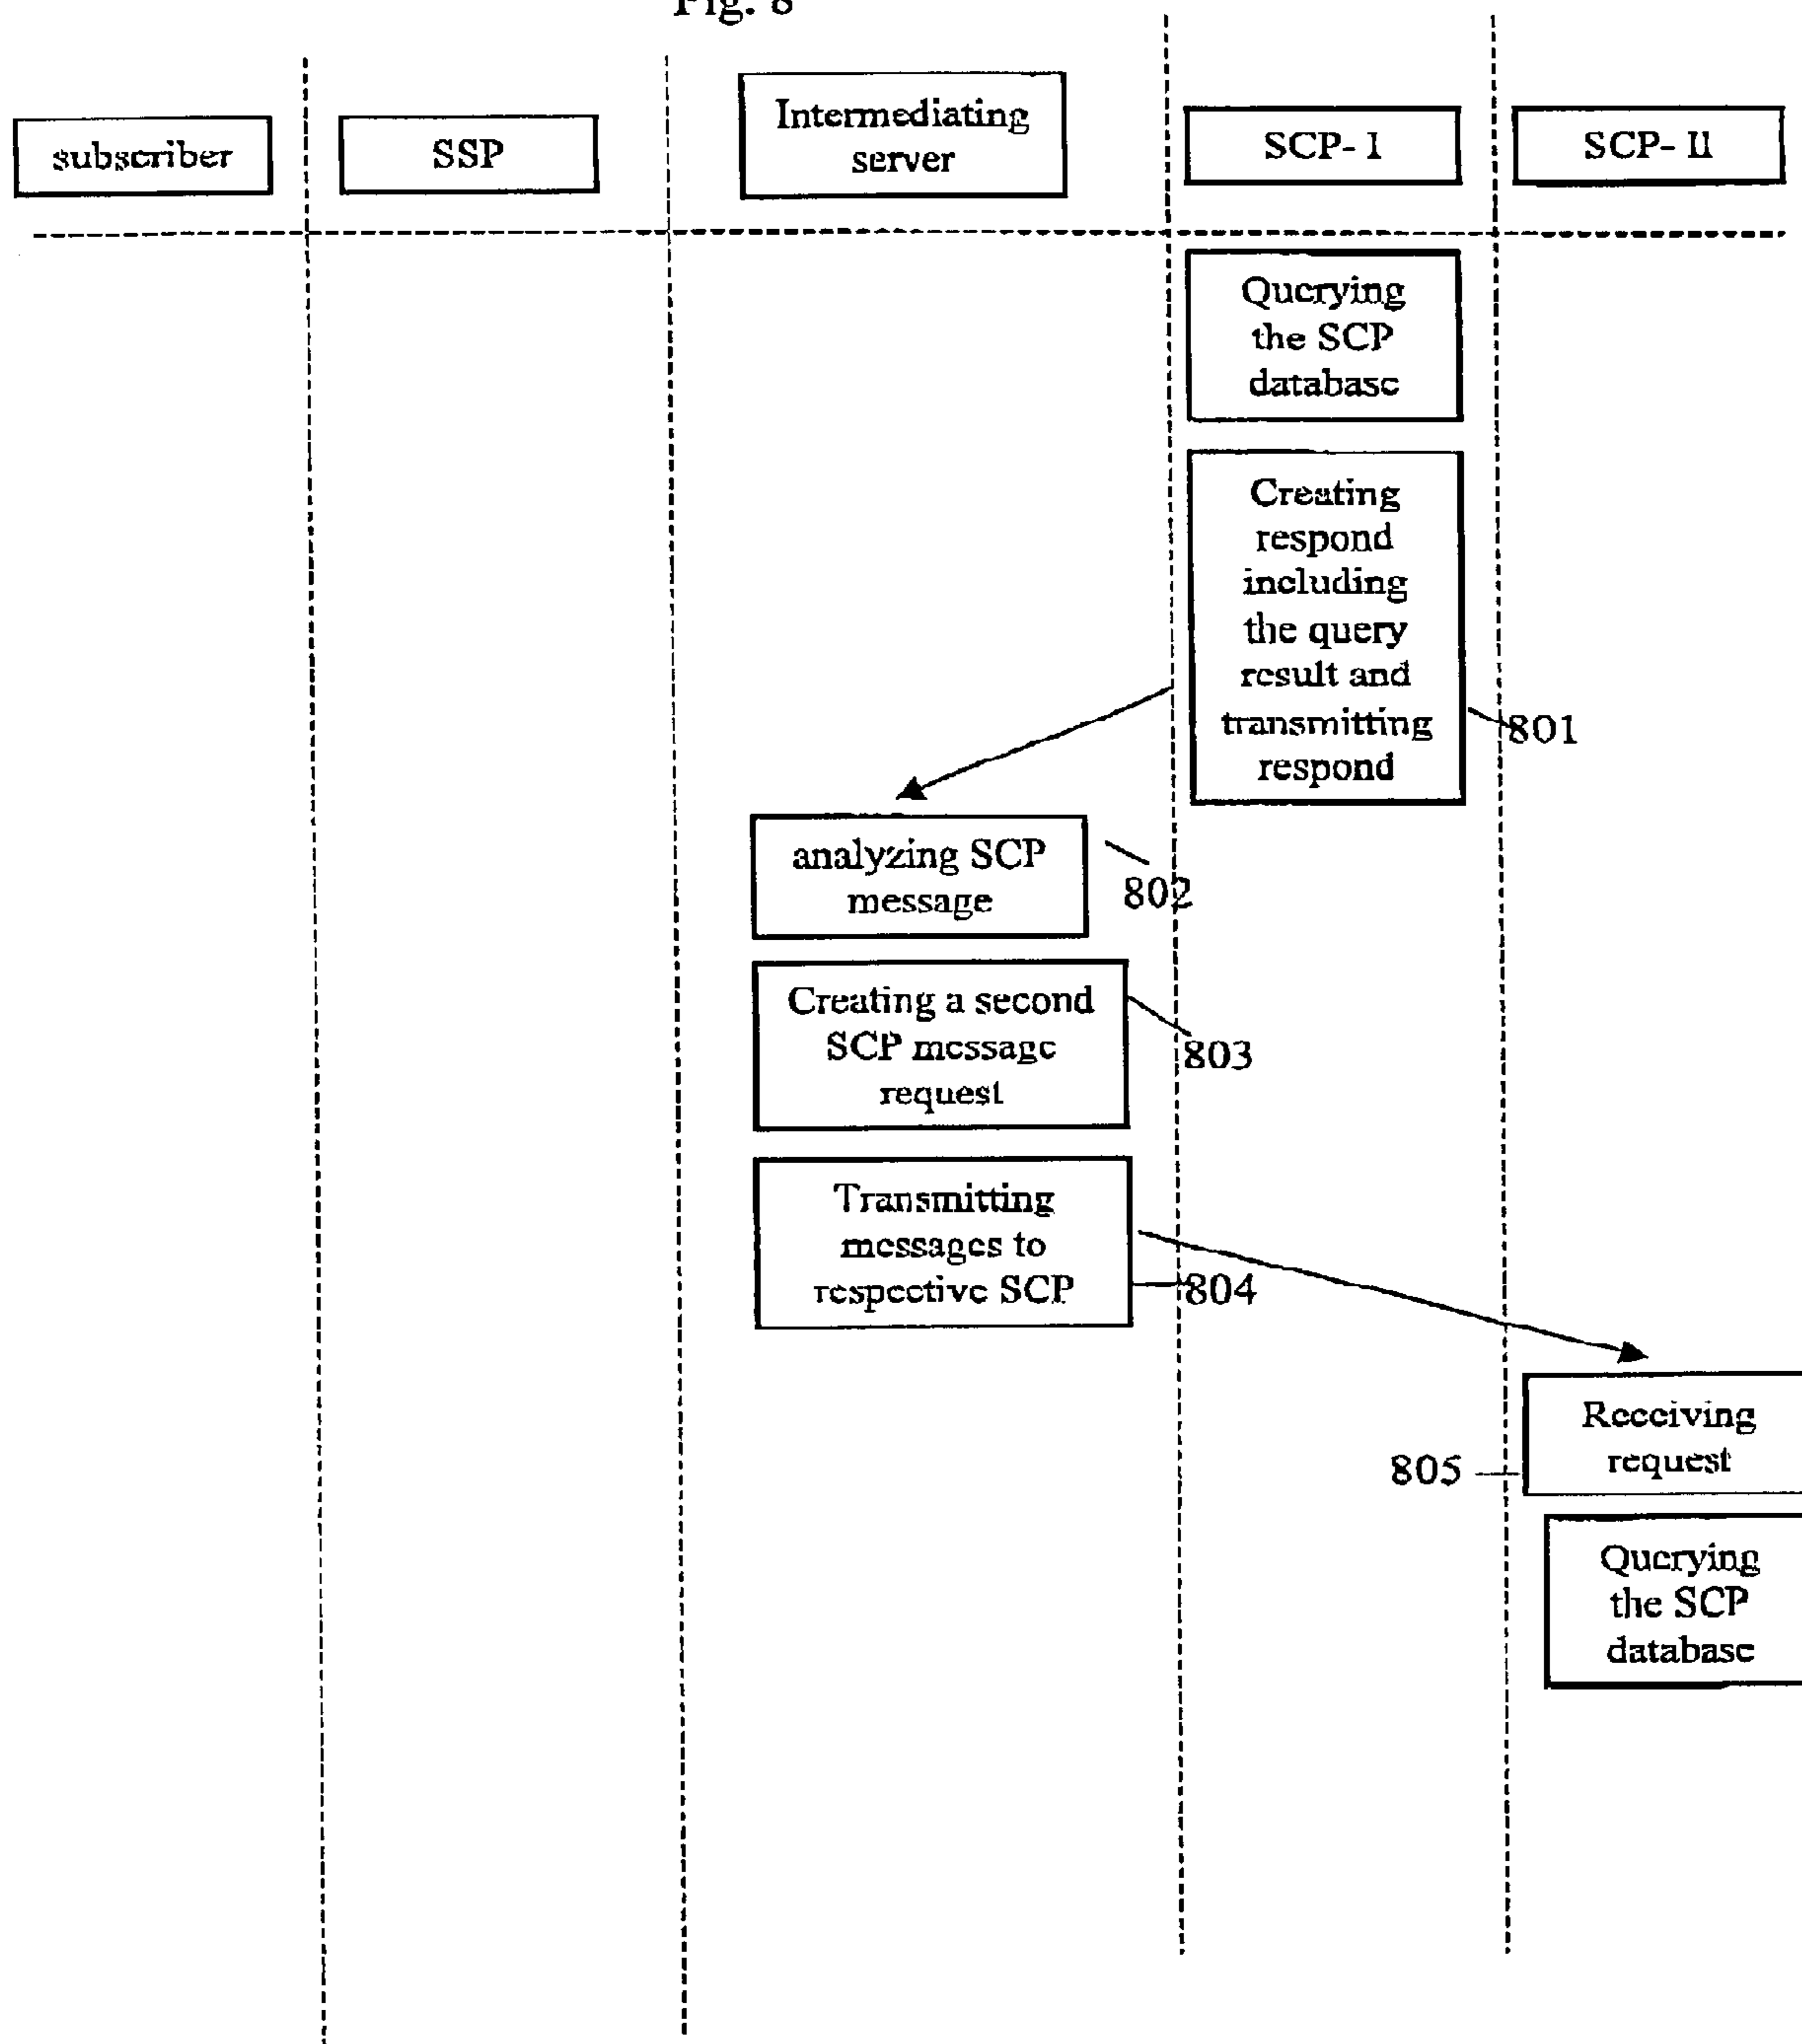 Fig. 8
subscriber
SSP
Intermediating
server
SCP- I
SCP- II
Querying
the SCP
database
Creating
respond
including
the query
result and
transmitting
respond
801
analyzing SCP
message
802
Creating a second
SCP message
request
803
Transmitting
messages to
respective SCP
804
Receiving
request
805
Querying
the SCP
database